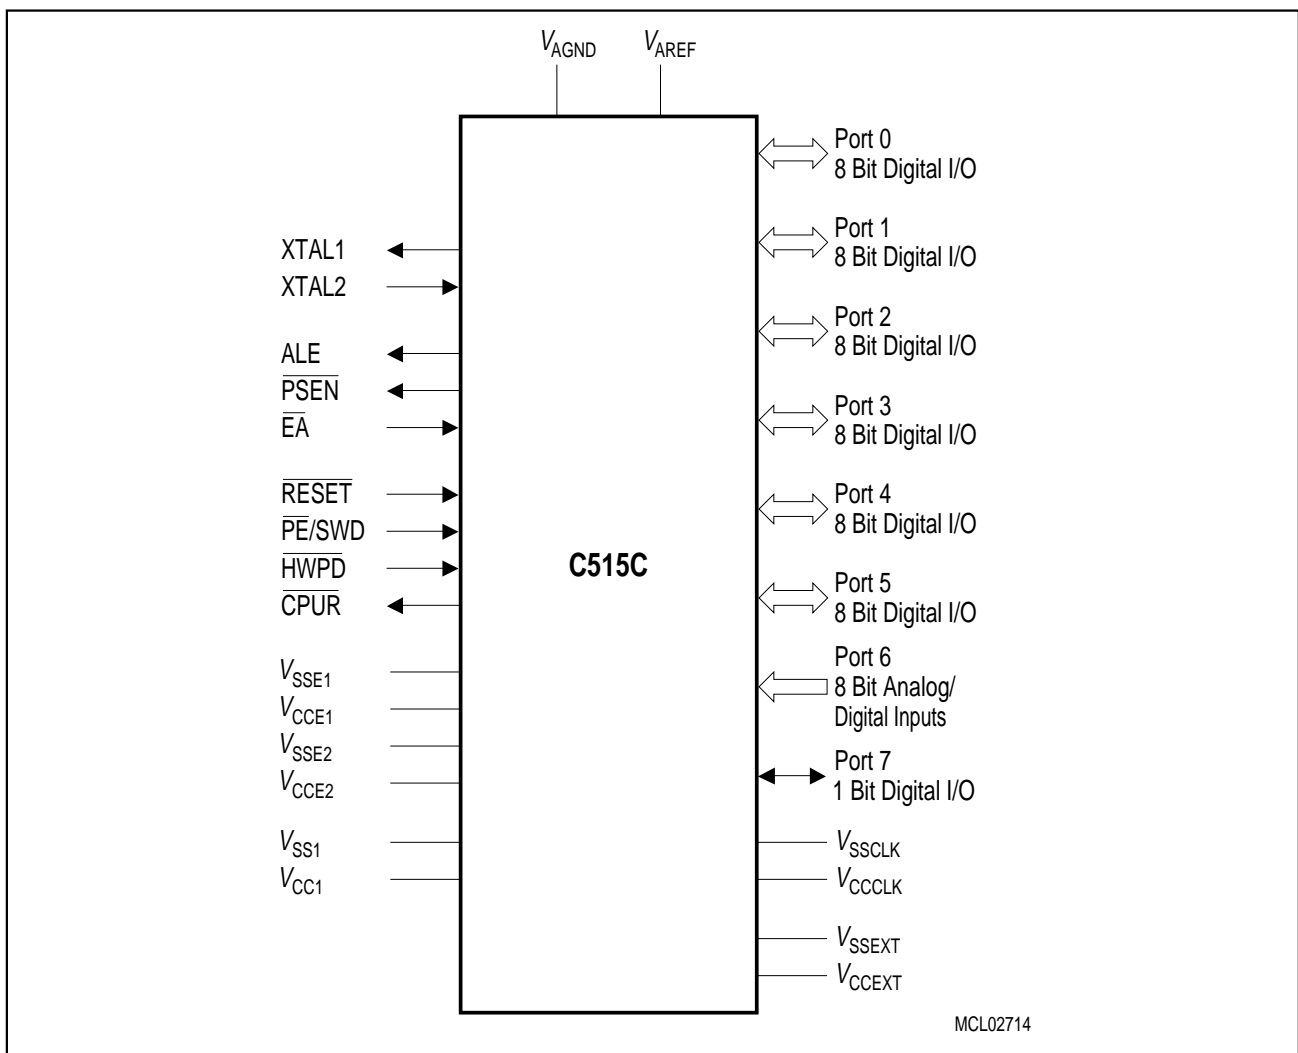 VAGND
VAREF
XTAL1
XTAL2
ALE
PSEN
EA
RESET
PE/SWD
HWPD
CPUR
VSSE1
VCCE1
VSSE2
VCCE2
VSS1
VCC1
C515C
Port 0
8 Bit Digital I/O
Port 1
8 Bit Digital I/O
Port 2
8 Bit Digital I/O
Port 3
8 Bit Digital I/O
Port 4
8 Bit Digital I/O
Port 5
8 Bit Digital I/O
Port 6
8 Bit Analog/
Digital Inputs
Port 7
1 Bit Digital I/O
VSSCLK
VCCCLK
VSSEXT
VCCEXT
MCL02714